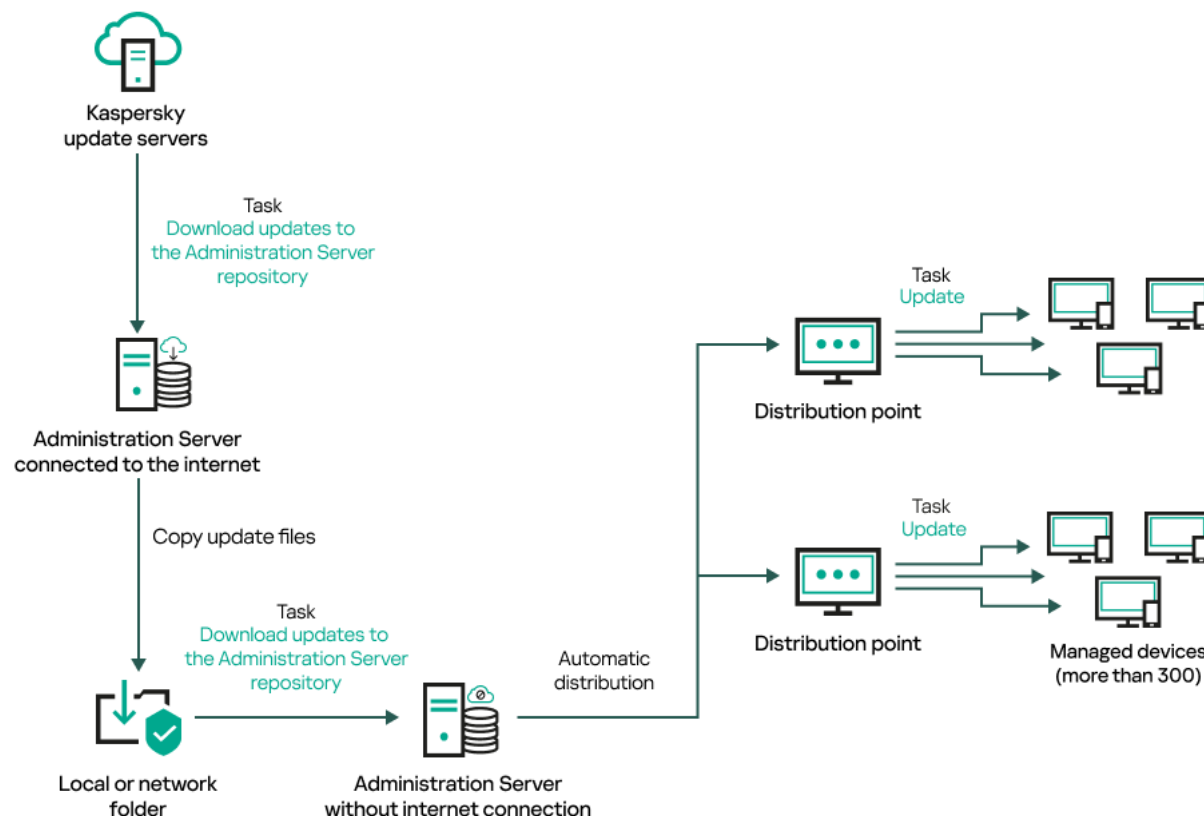 Kaspersky
update servers
Task
Download updates to
the Administration Server
repository
Administration Server
connected to the internet
Copy update files
Task
Download updates to
the Administration Server
repository
Local or network
folder
Administration Server
without internet connection
Automatic
distribution
Task
Update
Distribution point
Task
Update
Distribution point
Managed devices
(more than 300)